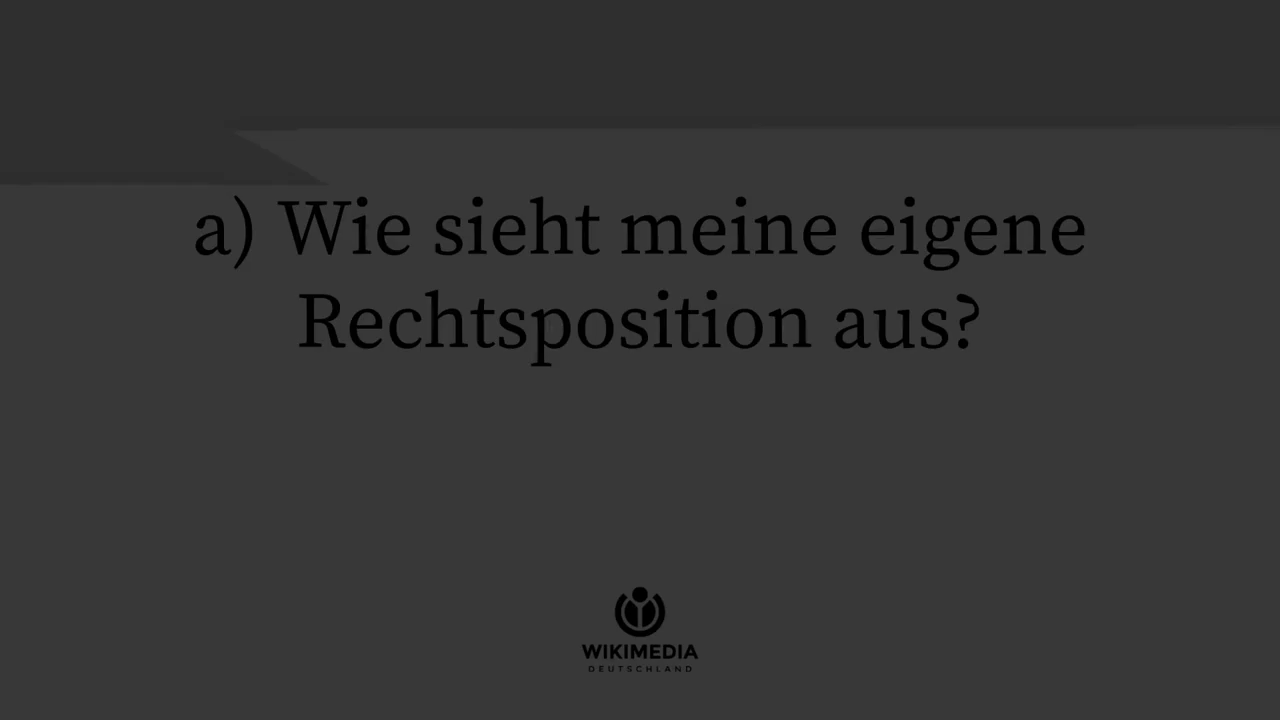 a) Wie sieht meine eigene
Rechtsposition aus?
WIKIMEDIA
DEUTSCHLAND